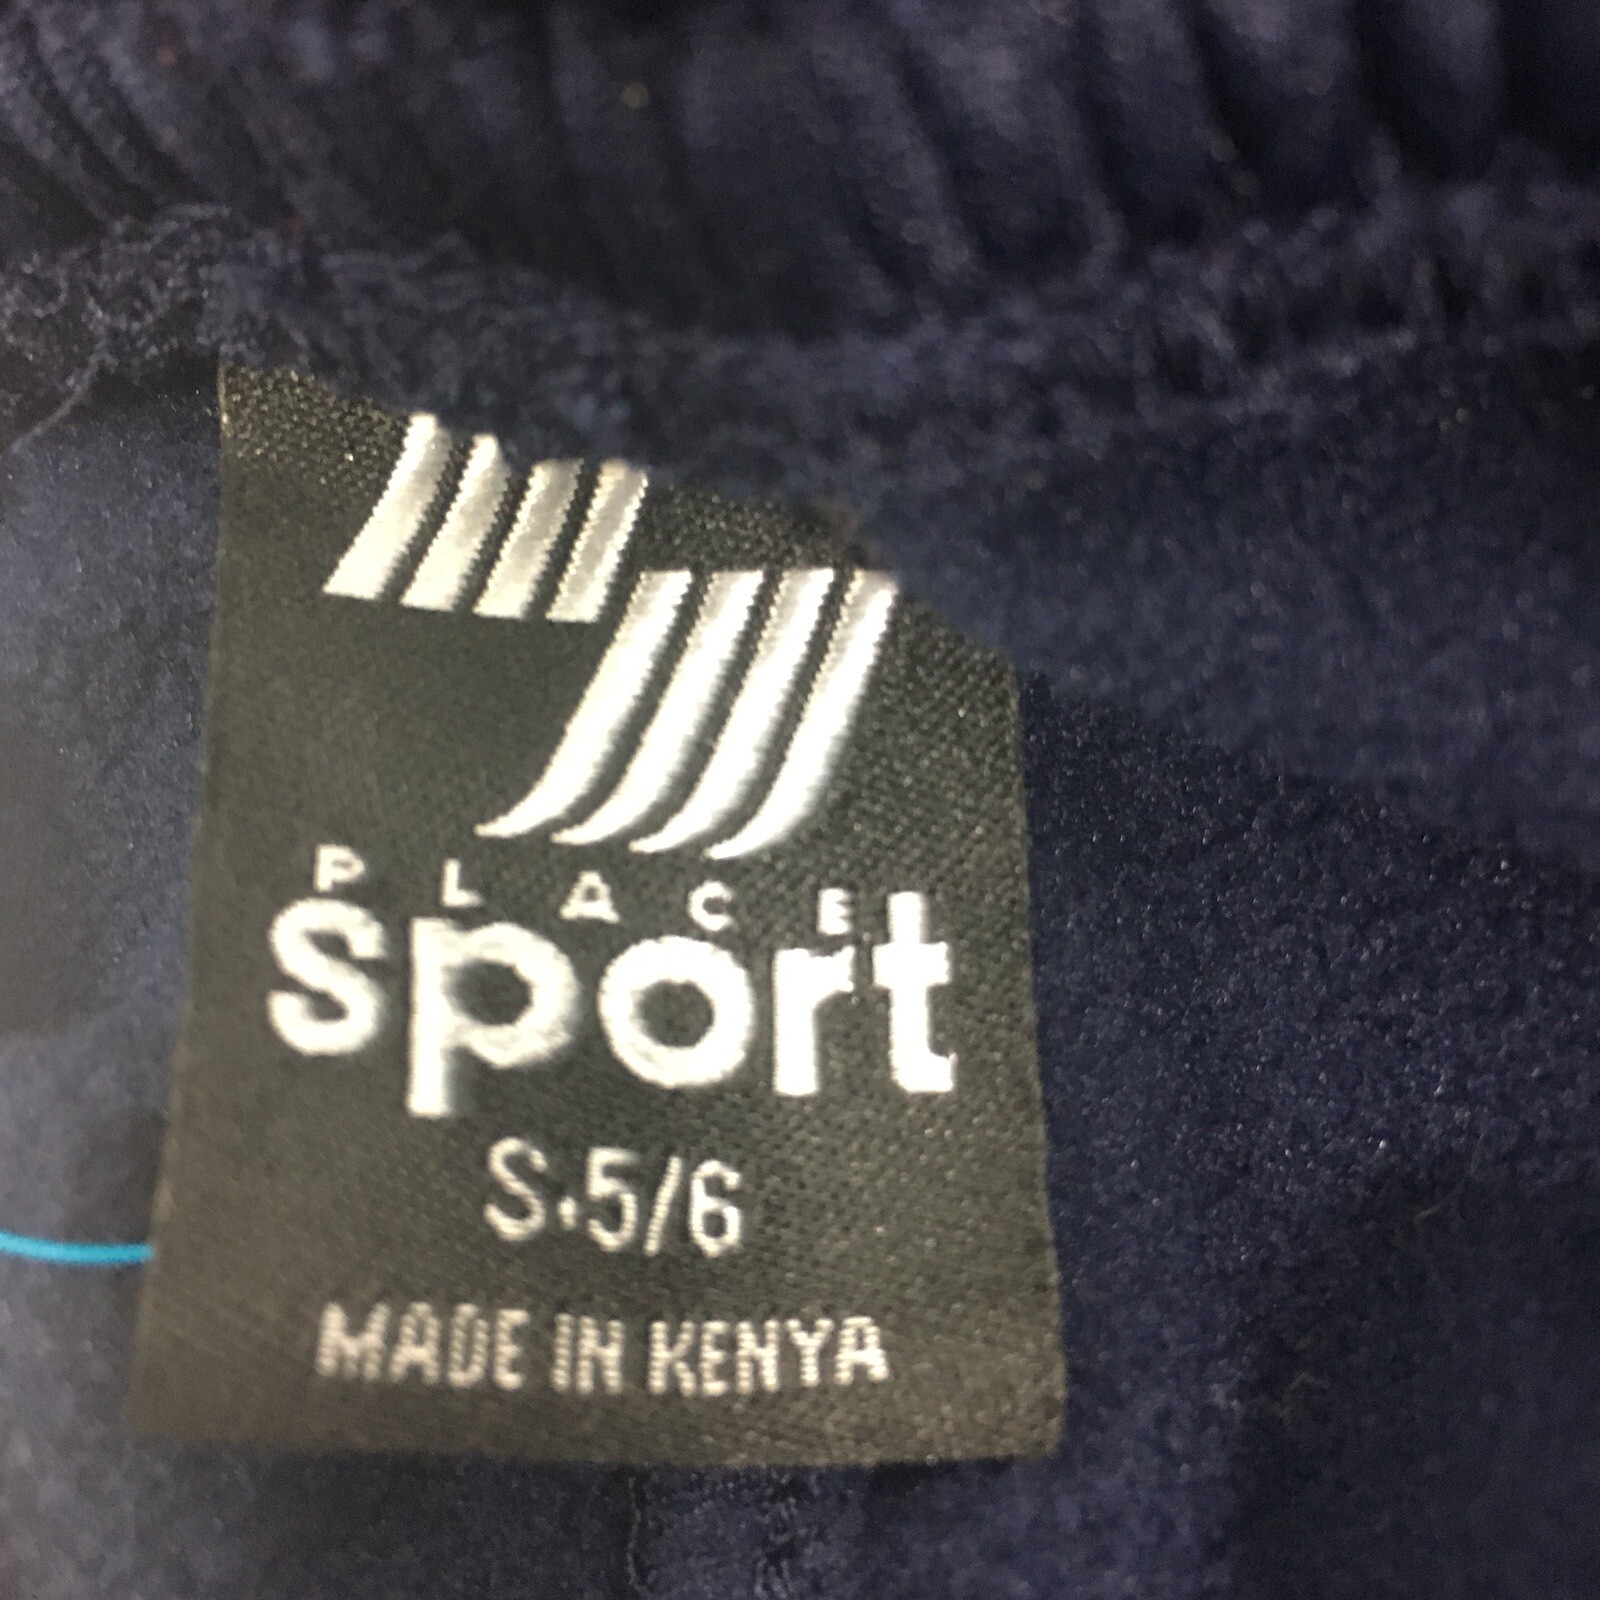 PLACE
sport
S·5/6
MADE IN KENYA